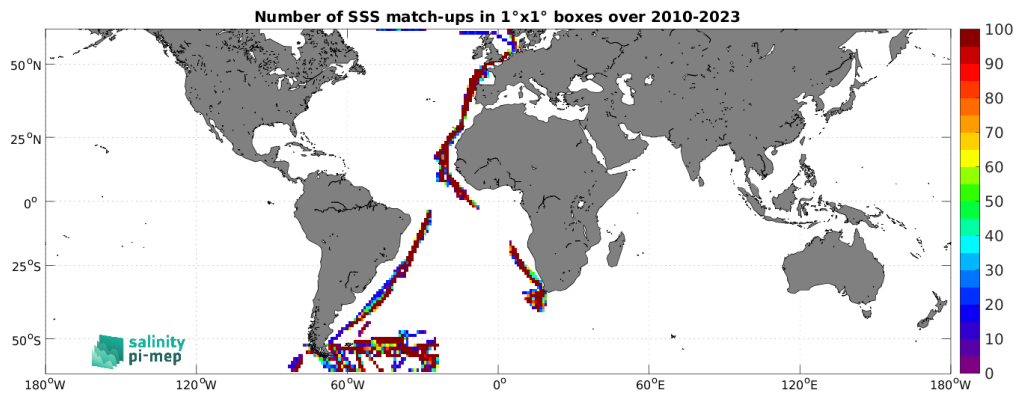 Number of SSS match-ups in 1°x1° boxes over 2010-2023
50°N
25°N
0°
25°S
50°S
180°W
120°W
60°W
0°
60°E
120°E
180°W
100
90
80
70
60
50
40
30
20
10
0
salinity
pi-mep